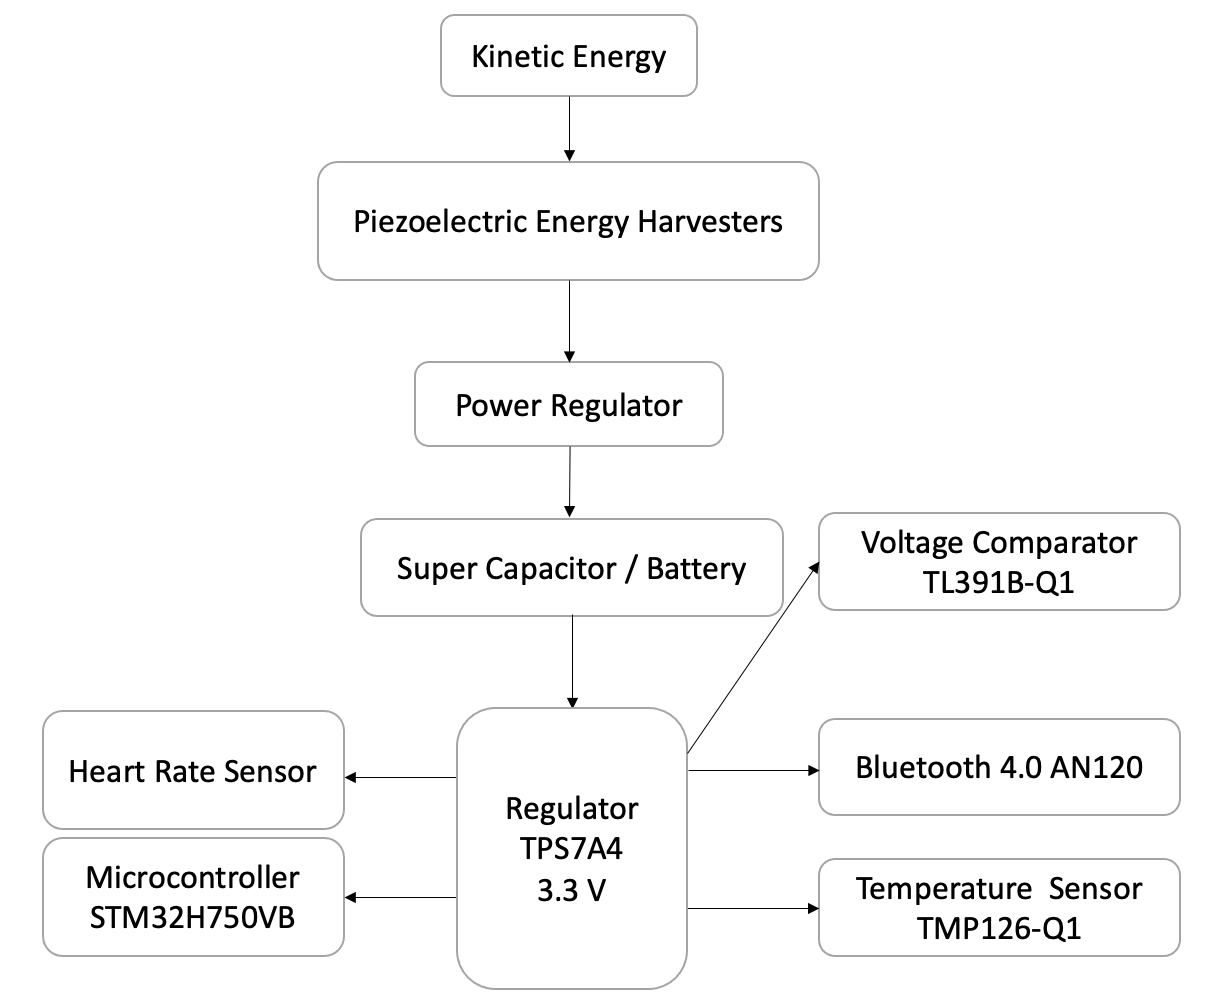 Kinetic Energy
Piezoelectric Energy Harvesters
Power Regulator
Super Capacitor / Battery
Voltage Comparator
TL391B-Q1
Heart Rate Sensor
Microcontroller
STM32H750VB
Regulator
TPS7A4
3.3 V
Bluetooth 4.0 AN120
Temperature  Sensor
TMP126-Q1